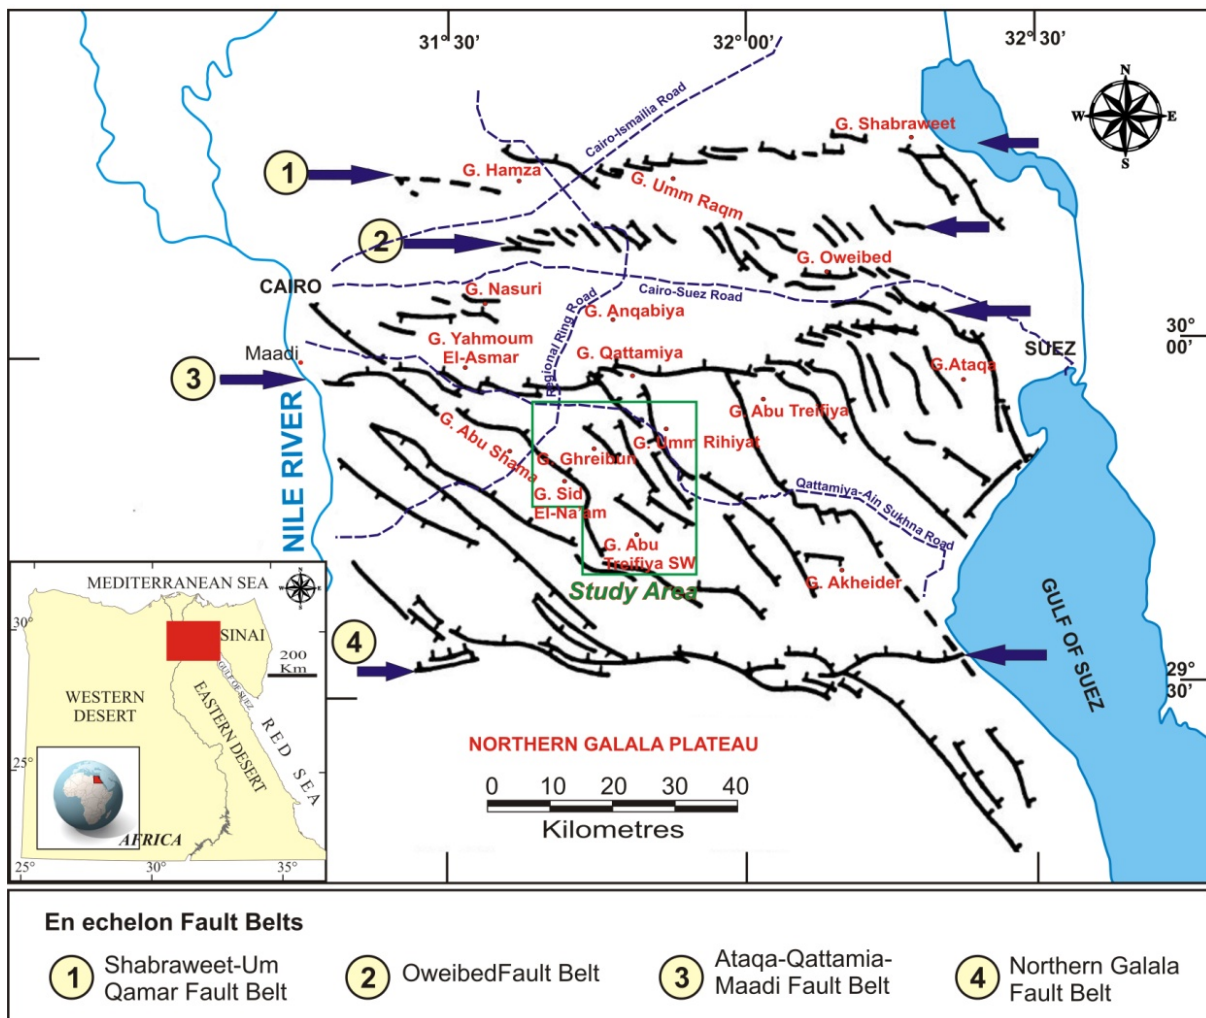 31°30'
32°00'
32°30'
N
W
E
S
Cairo-Ismailia Road
G. Shabraweet
1
G. Hamza
G. Umm Raqm
2
G. Oweibed
CAIRO
G. Nasuri
Cairo-Suez Road
Regional Ring Road
G. Anqabiya
30°
00'
SUEZ
Maadi
G. Yahmoum
El-Asmar
G. Qattamiya
G.Ataqa
3
G. Abu Treifiya
NILE RIVER
G. Abu Shama
G. Umm Rihiyat
G. Ghreibun
G. Sid
El-Na'am
Qattamiya-Ain Sukhna Road
G. Abu
Treifiya SW
G. Akheider
Study Area
GULF OF SUEZ
4
29°
30'
NORTHERN GALALA PLATEAU
0 10 20 30 40
Kilometres
MEDITERRANEAN SEA
N
W
E
S
30°
SINAI
200
Km
GULF OF SUEZ
WESTERN
DESERT
EASTERN DESERT
RED SEA
25°
AFRICA
25°
30°
35°
En echelon Fault Belts
1
Shabraweet-Um
Qamar Fault Belt
2
OweibedFault Belt
3
Ataqa-Qattamia-
Maadi Fault Belt
4
Northern Galala
Fault Belt